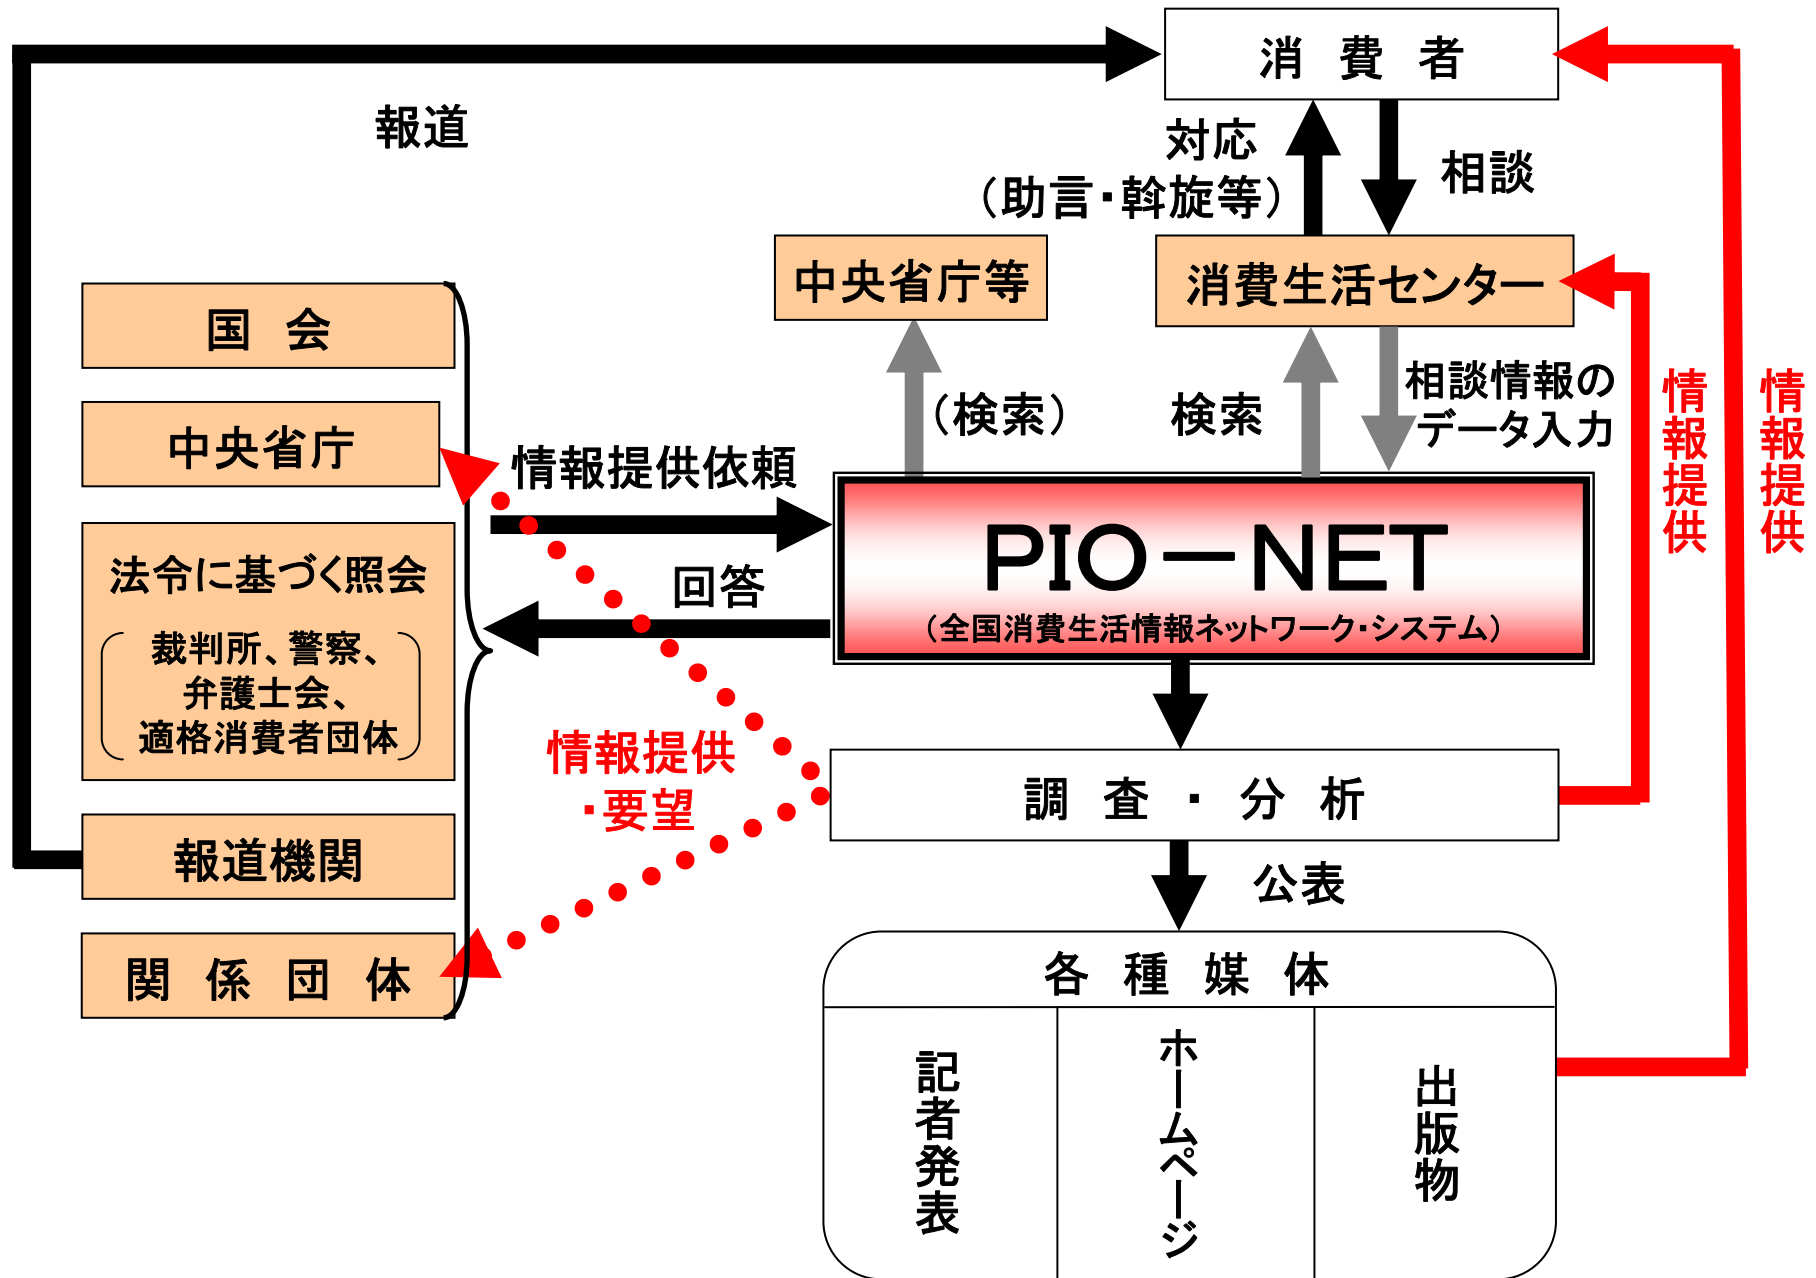 消費者
報道
対応
（助言・斡旋等）
相談
中央省庁等
消費生活センター
国会
中央省庁
法令に基づく照会
裁判所、警察、
弁護士会、
適格消費者団体
報道機関
関係団体
（検索）
検索
相談情報の
データ入力
情報提供
情報提供
情報提供依頼
回答
PIO－NET
（全国消費生活情報ネットワーク・システム）
情報提供
・要望
調査・分析
公表
各種媒体
記者発表
ホームページ
出版物